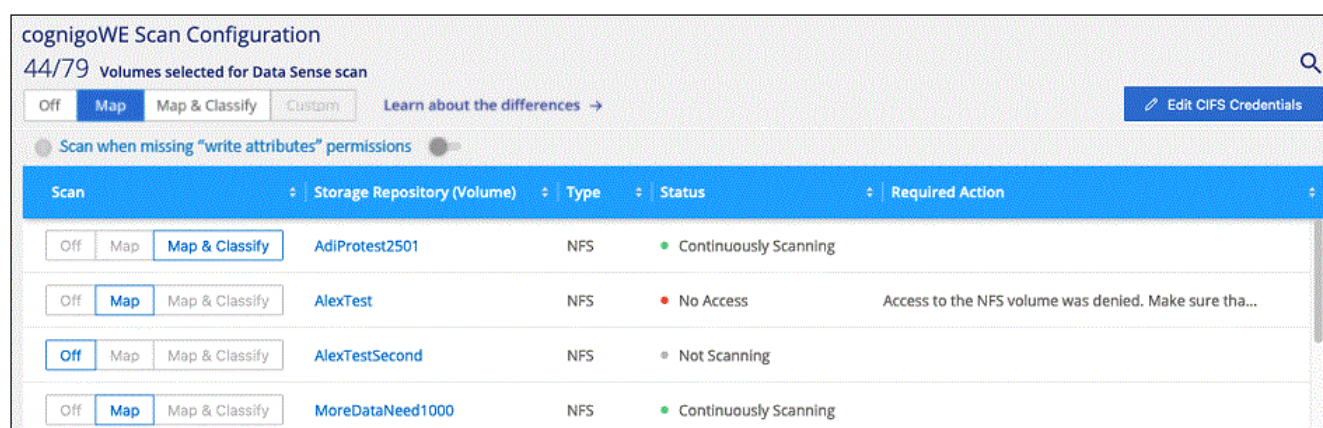 cognigoWE Scan Configuration
44/79 Volumes selected for Data Sense scan
Off Map Map & Classify Custom Learn about the differences → Edit CIFS Credentials
Scan when missing “write attributes” permissions
Scan Storage Repository (Volume) Type Status Required Action
Off Map Map & Classify AdiProtest2501 NFS Continuously Scanning
Off Map Map & Classify AlexTest NFS No Access Access to the NFS volume was denied. Make sure tha...
Off Map Map & Classify AlexTestSecond NFS Not Scanning
Off Map Map & Classify MoreDataNeed1000 NFS Continuously Scanning